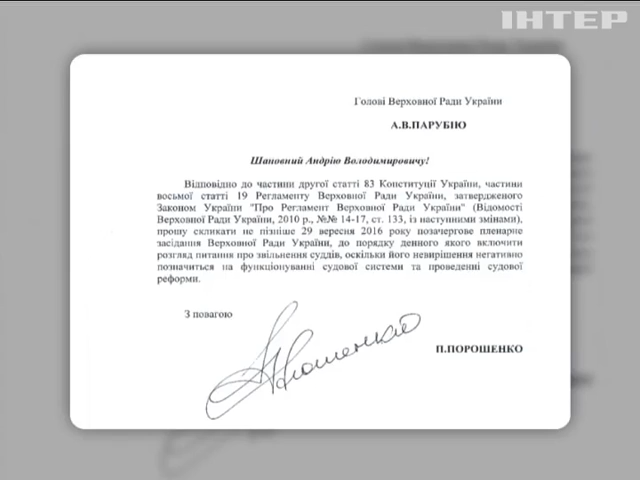 ІНТЕР
Голові Верховної Ради України
А.В.ПАРУБІЮ
Шановний Андрію Володимировичу!
Відповідно до частини другої статті 83 Конституції України, частини
восьмої статті 19 Регламенту Верховної Ради України, затвердженого
Законом України "Про Регламент Верховної Ради України" (Відомості
Верховної Ради України, 2010 р., №№ 14-17, ст. 133, із наступними змінами),
прошу скликати не пізніше 29 вересня 2016 року позачергове пленарне
засідання Верховної Ради України, до порядку денного якого включити
розгляд питання про звільнення суддів, оскільки його невирішення негативно
позначиться на функціонуванні судової системи та проведенні судової
реформи.
З повагою
П.ПОРОШЕНКО